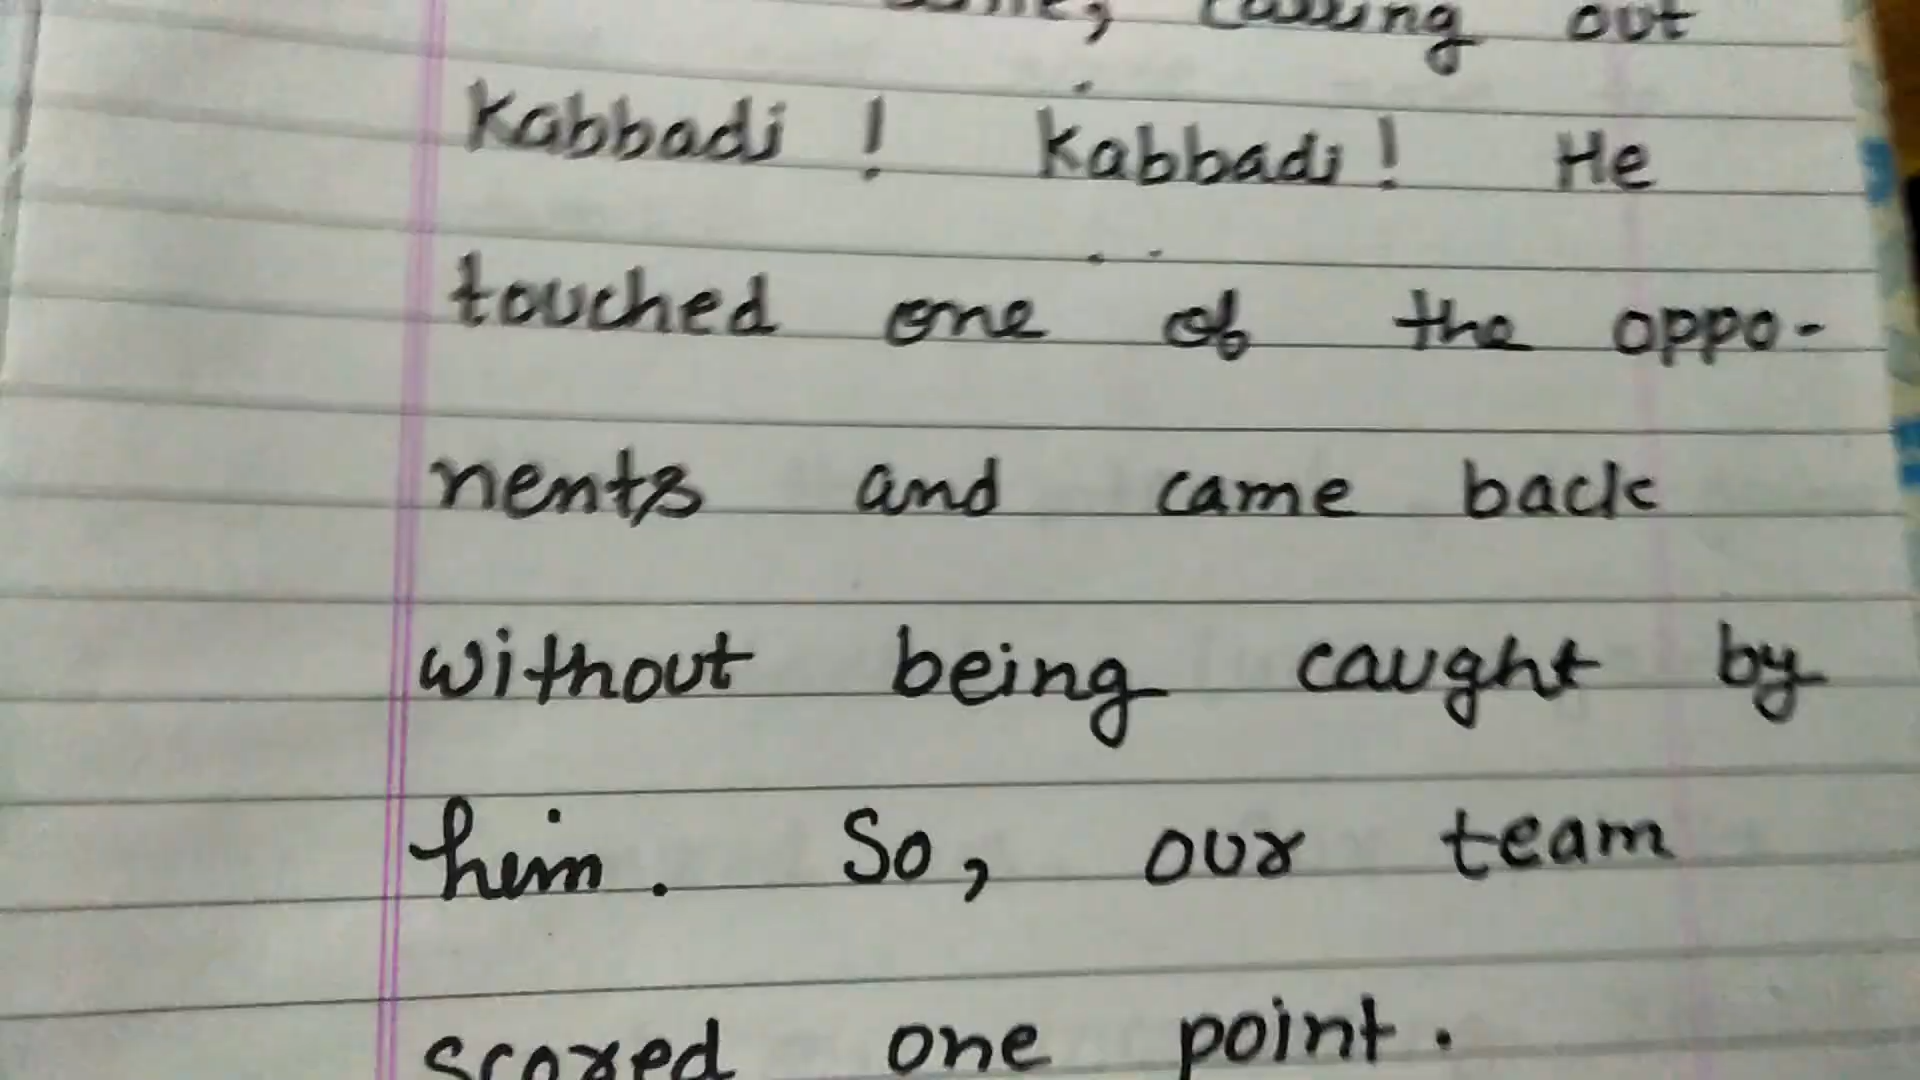 calling out
Kabbadi ! Kabbadi ! He
touched one of the oppo-
nents and came back
without being caught by
him. So, our team
scored one point.